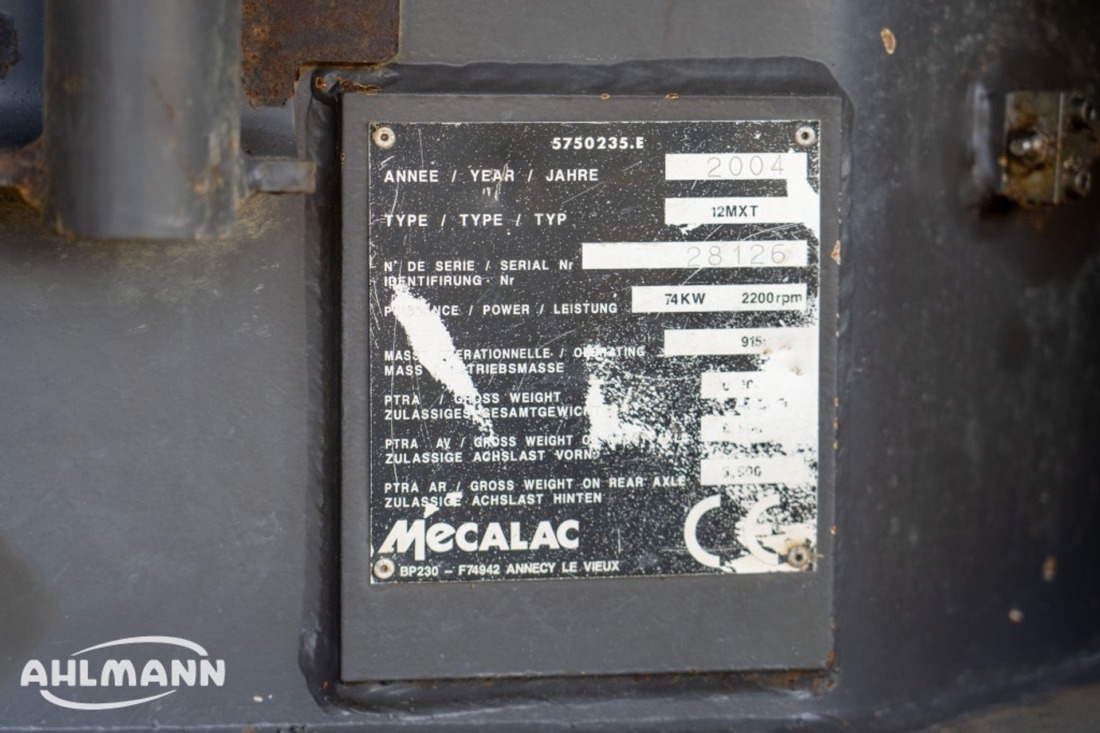 5750235.E
ANNEE / YEAR / JAHRE 2004
TYPE / TYPE / TYP 12MXT
N° DE SERIE / SERIAL Nr 28126
IDENTIFIRUNG - Nr
/ POWER / LEISTUNG 74KW 2200rpm
/ OPERATING
MASS
PTRA / GROSS WEIGHT
ZULASSIGES GESAMTGEWICHT
PTRA AV / GROSS WEIGHT
ZULASSIGE ACHSLAST VORN
PTRA AR / GROSS WEIGHT ON REAR AXLE
ZULASSIGE ACHSLAST HINTEN
MéCALAC CE
BP230 – F74942 ANNECY LE VIEUX
AHLMANN